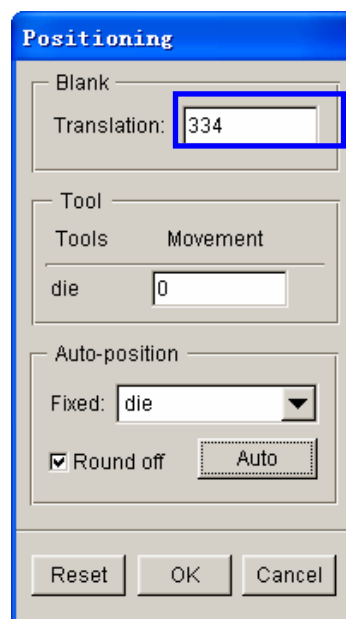 Positioning
Blank
Translation: 334
Tool
Tools Movement
die 0
Auto-position
Fixed: die
Round off Auto
Reset OK Cancel